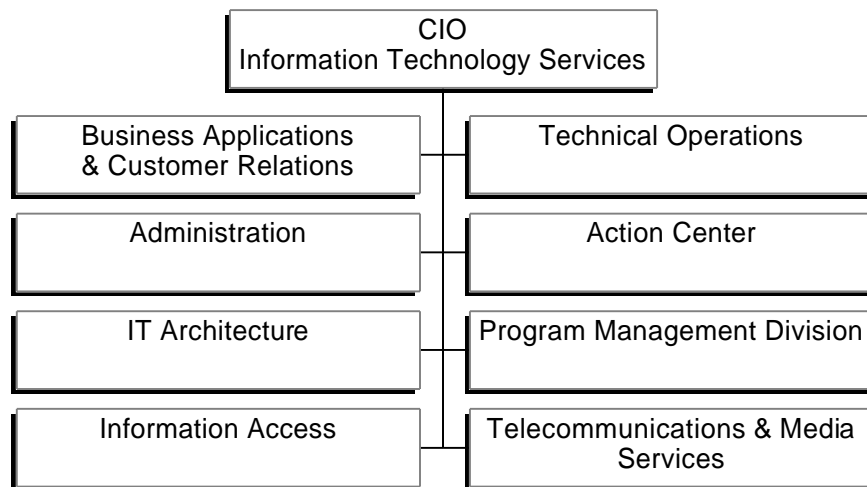 CIO
Information Technology Services
Business Applications
& Customer Relations
Technical Operations
Administration
Action Center
IT Architecture
Program Management Division
Information Access
Telecommunications & Media
Services